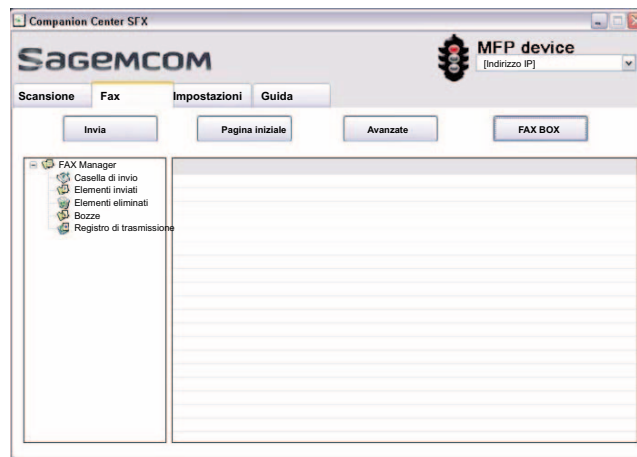 Companion Center SFX
Sagemcom
MFP device
[Indirizzo IP]
Scansione Fax Impostazioni Guida
Invia Pagina iniziale Avanzate FAX BOX
FAX Manager
Casella di invio
Elementi inviati
Elementi eliminati
Bozze
Registro di trasmissione